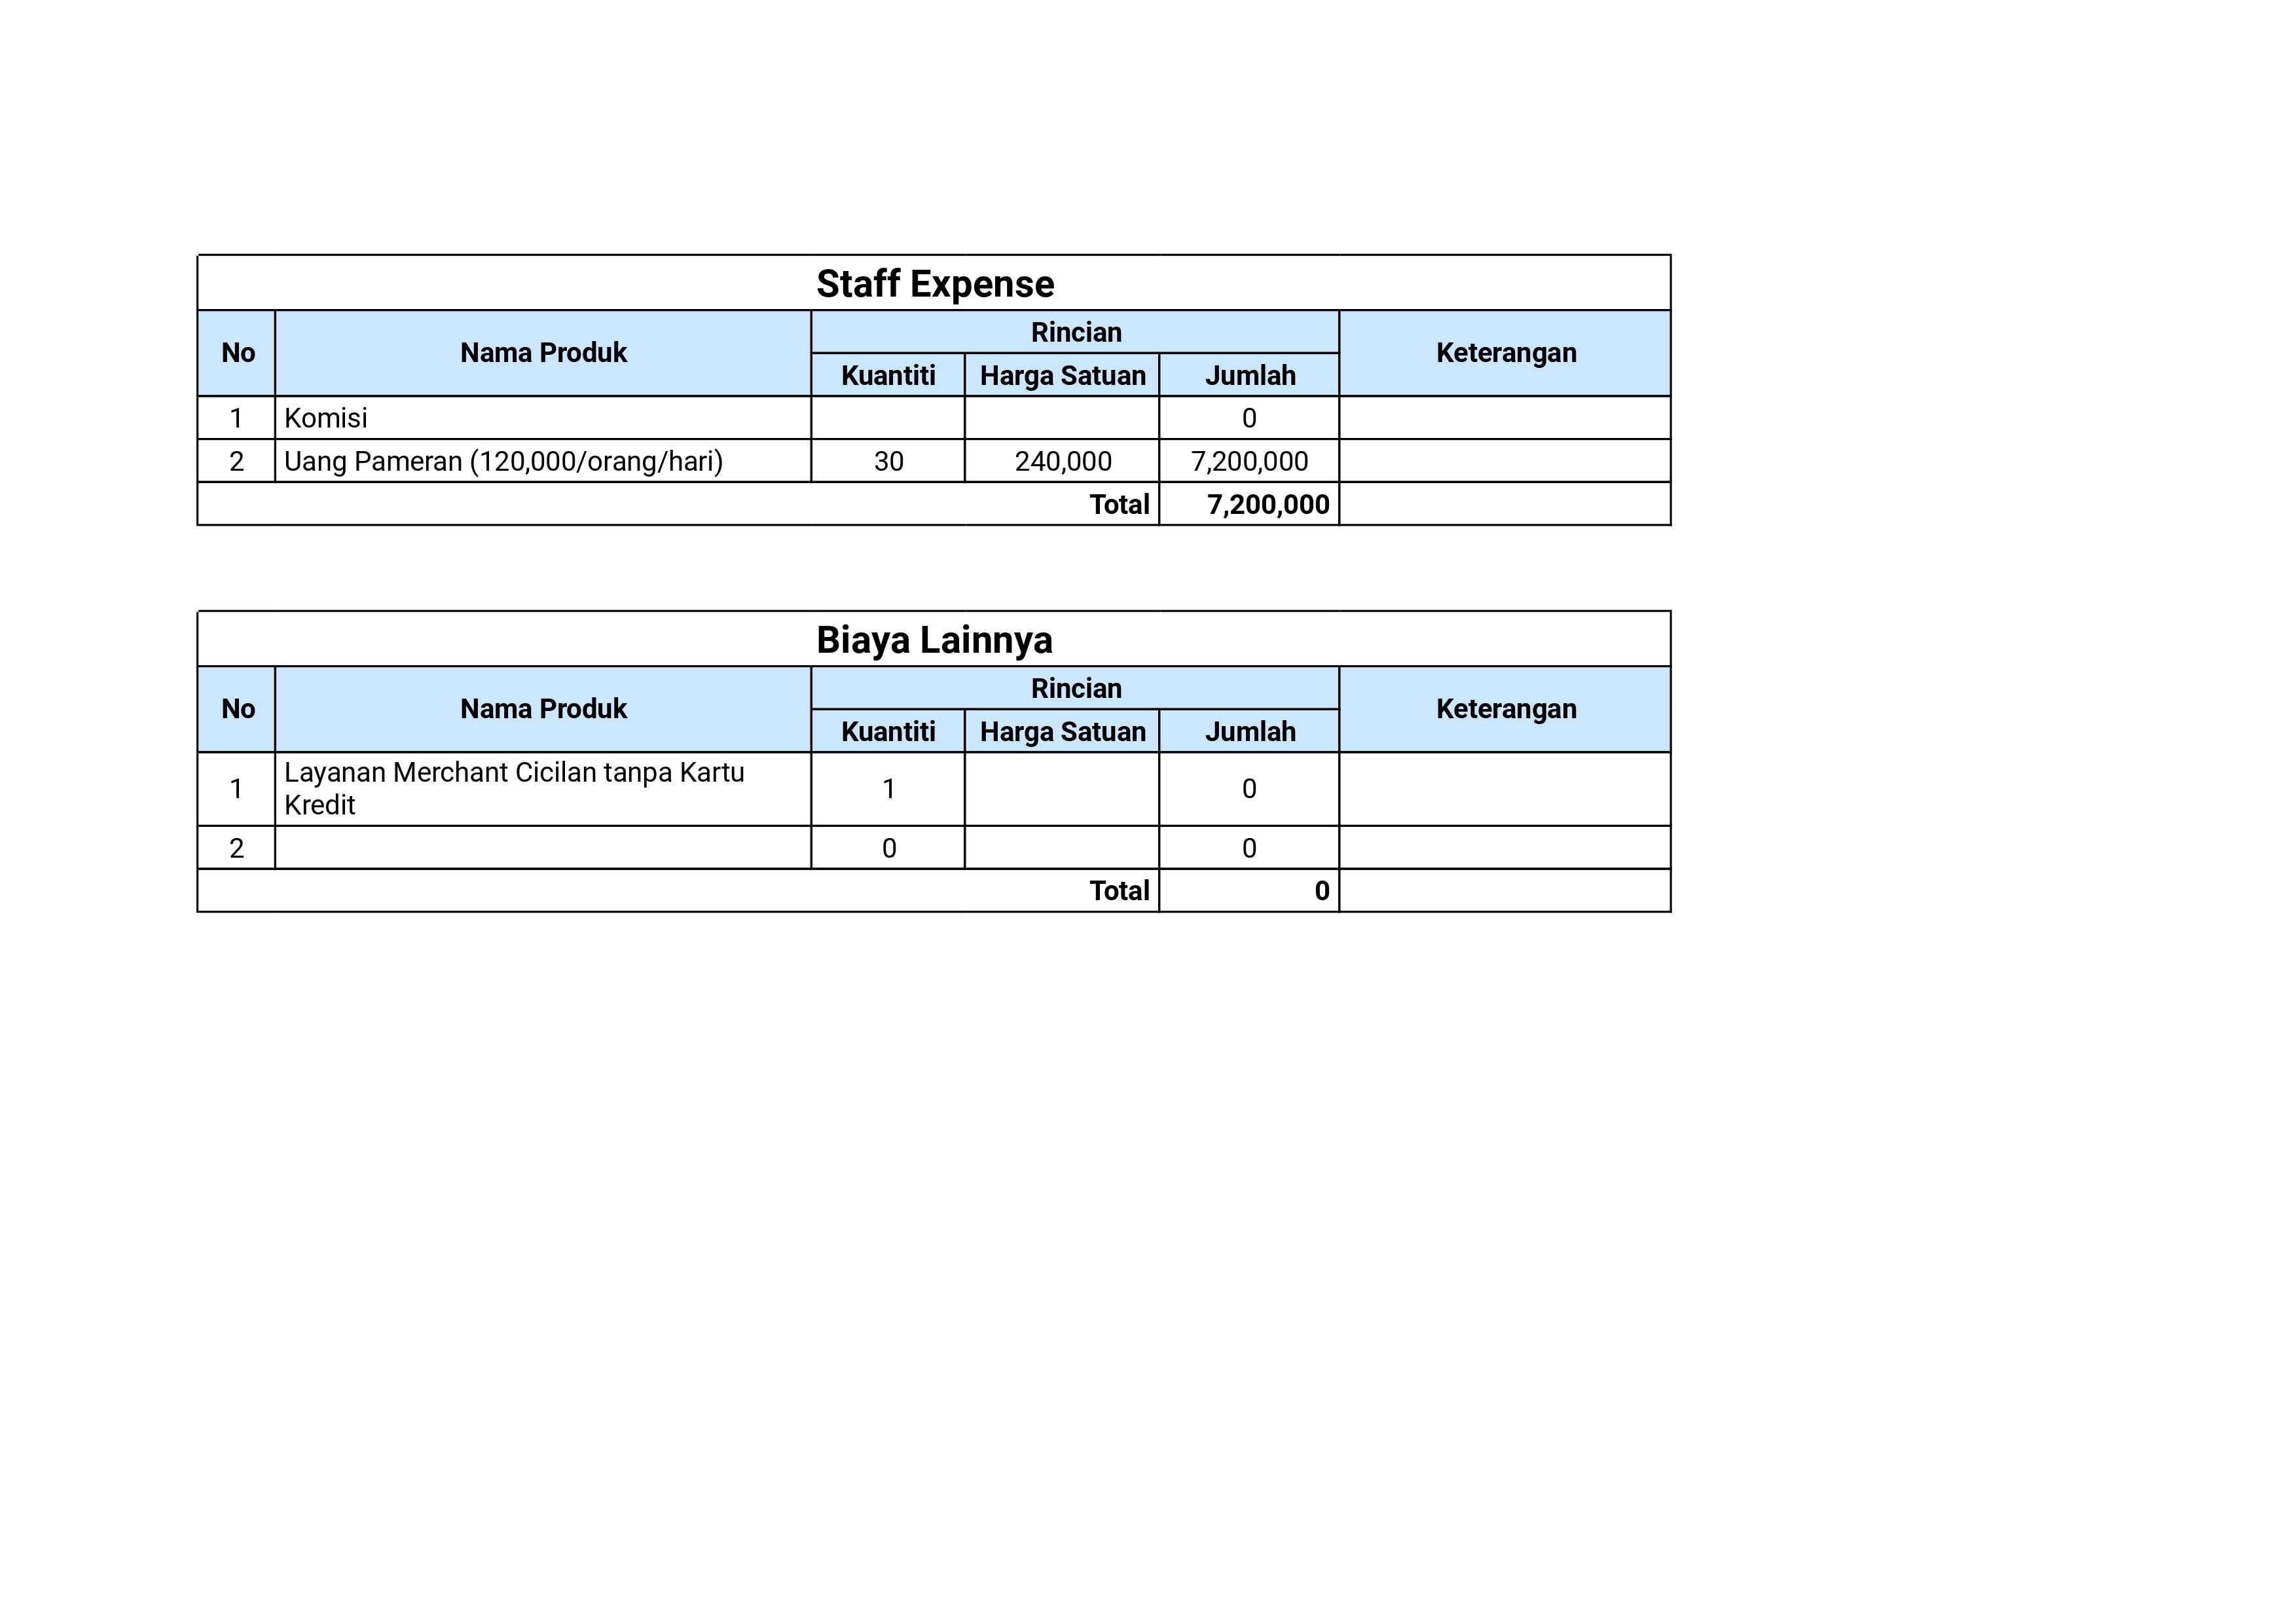 Staff Expense
No Nama Produk Rincian Keterangan
Kuantiti Harga Satuan Jumlah
1 Komisi 0
2 Uang Pameran (120,000/orang/hari) 30 240,000 7,200,000
Total 7,200,000
Biaya Lainnya
No Nama Produk Rincian Keterangan
Kuantiti Harga Satuan Jumlah
1 Layanan Merchant Cicilan tanpa Kartu
Kredit 1 0
2 0 0
Total 0